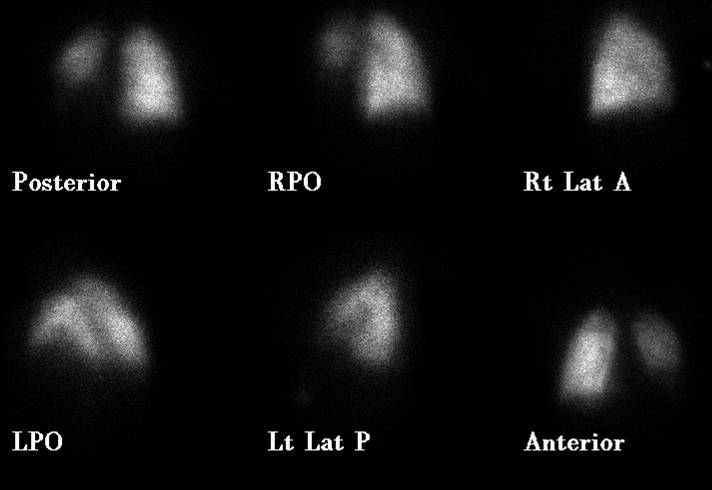 Posterior
RPO
Rt Lat A
LPO
Lt Lat P
Anterior